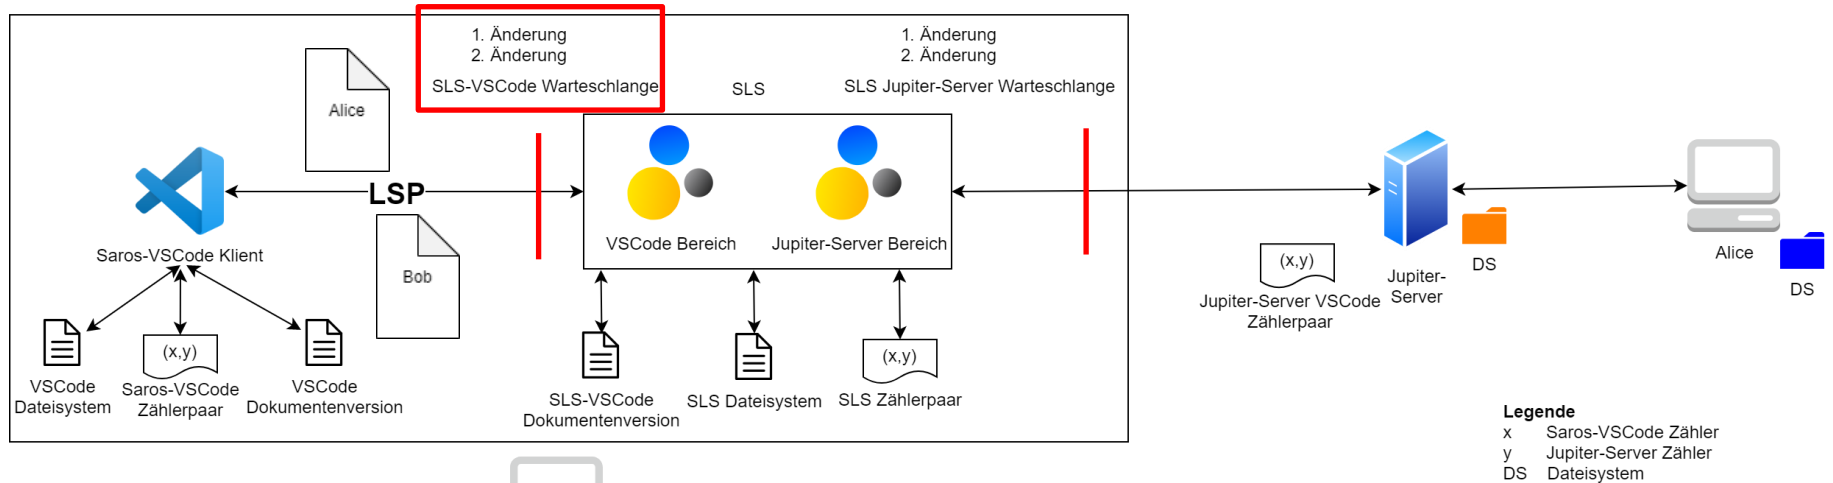 1. Änderung
2. Änderung
SLS-VSCode Warteschlange
SLS
1. Änderung
2. Änderung
SLS Jupiter-Server Warteschlange
Alice
LSP
Bob
Saros-VSCode Klient
VSCode Bereich
Jupiter-Server Bereich
(x,y)
Jupiter-Server VSCode
Zählerpaar
Jupiter-
Server
DS
Alice
DS
VSCode
Dateisystem
(x,y)
Saros-VSCode
Zählerpaar
VSCode
Dokumentenversion
SLS-VSCode
Dokumentenversion
SLS Dateisystem
(x,y)
SLS Zählerpaar
Legende
x Saros-VSCode Zähler
y Jupiter-Server Zähler
DS Dateisystem